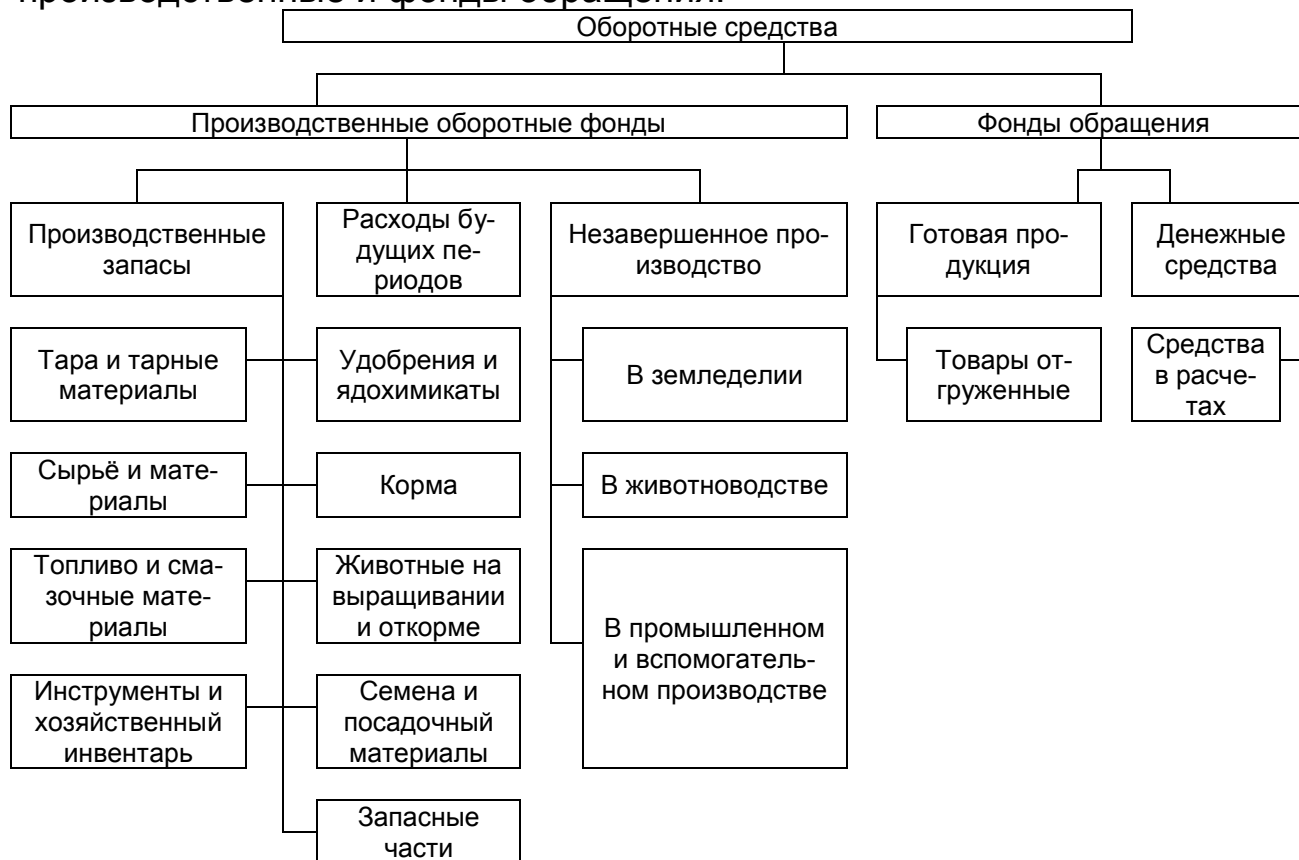 производственные и фонды обращения.
Оборотные средства
Производственные оборотные фонды
Фонды обращения
Производственные
запасы
Расходы бу-
дущих пе-
риодов
Незавершенное про-
изводство
Готовая про-
дукция
Денежные
средства
Тара и тарные
материалы
Удобрения и
ядохимикаты
В земледелии
Товары от-
груженные
Средства
в расче-
тах
Сырьё и мате-
риалы
Корма
В животноводстве
Топливо и сма-
зочные мате-
риалы
Животные на
выращивании
и откорме
В промышленном
и вспомогатель-
ном производстве
Инструменты и
хозяйственный
инвентарь
Семена и
посадочный
материалы
Запасные
части